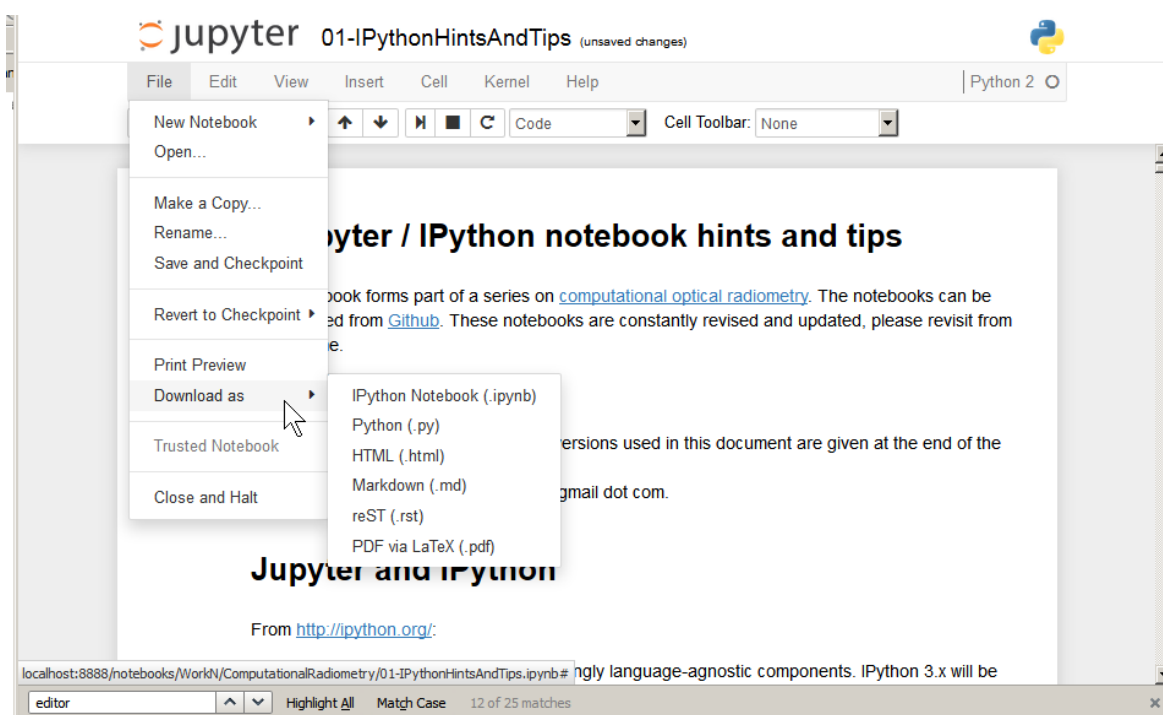 jupyter 01-IPythonHintsAndTips (unsaved changes)
File Edit View Insert Cell Kernel Help Python 2
New Notebook Code Cell Toolbar: None
Open...
Make a Copy...
Rename...
Save and Checkpoint
Revert to Checkpoint
Print Preview
Download as
Trusted Notebook
Close and Halt
IPython Notebook (.ipynb)
Python (.py)
HTML (.html)
Markdown (.md)
reST (.rst)
PDF via LaTeX (.pdf)
yter / IPython notebook hints and tips
ook forms part of a series on computational optical radiometry. The notebooks can be
ed from Github. These notebooks are constantly revised and updated, please revisit from
e.
ersions used in this document are given at the end of the
gmail dot com.
Jupyter and IPython
From http://ipython.org/:
ngly language-agnostic components. IPython 3.x will be
localhost:8888/notebooks/WorkN/ComputationalRadiometry/01-IPythonHintsAndTips.ipynb#
editor Highlight All Match Case 12 of 25 matches